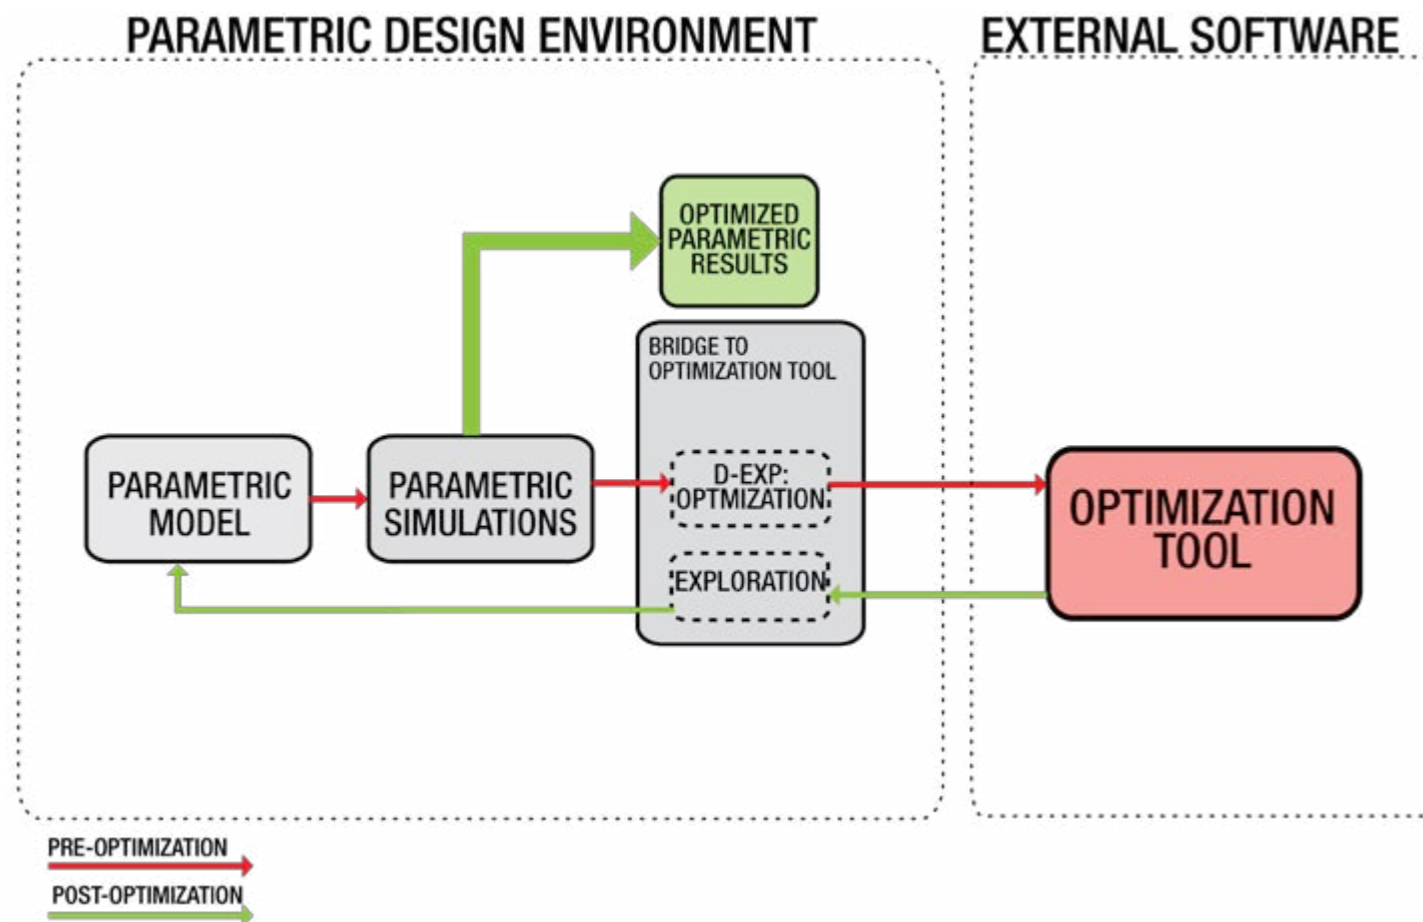 PARAMETRIC DESIGN ENVIRONMENT
EXTERNAL SOFTWARE
OPTIMIZED
PARAMETRIC
RESULTS
BRIDGE TO
OPTIMIZATION TOOL
PARAMETRIC
MODEL
PARAMETRIC
SIMULATIONS
D-EXP:
OPTMIZATION
EXPLORATION
OPTIMIZATION
TOOL
PRE-OPTIMIZATION
POST-OPTIMIZATION